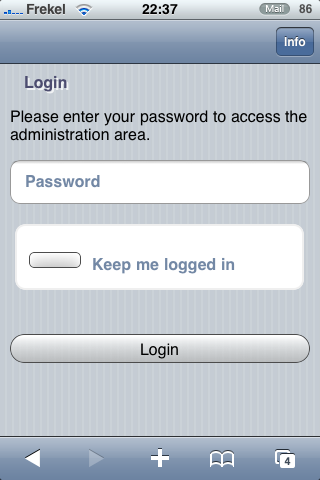 Frekel 22:37 Mail 86
Info
Login
Please enter your password to access the
administration area.
Password
Keep me logged in
Login
4